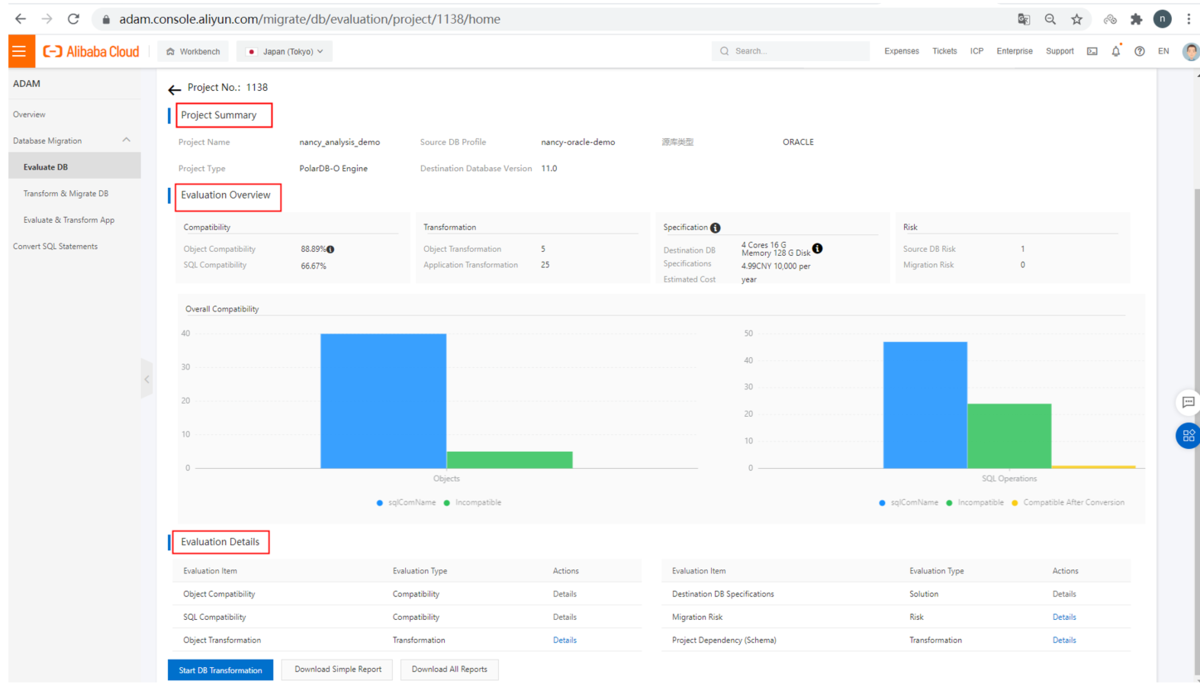 adam.console.aliyun.com/migrate/db/evaluation/project/1138/home
n
Alibaba Cloud
Workbench
Japan (Tokyo)
Search...
Expenses
Tickets
ICP
Enterprise
Support
EN
ADAM
Overview
Database Migration
Evaluate DB
Transform & Migrate DB
Evaluate & Transform App
Convert SQL Statements
Project No.: 1138
Project Summary
Project Name nancy_analysis_demo Source DB Profile nancy-oracle-demo 源库类型 ORACLE
Project Type PolarDB-O Engine Destination Database Version 11.0
Evaluation Overview
Compatibility
Object Compatibility 88.89%
SQL Compatibility 66.67%
Transformation
Object Transformation 5
Application Transformation 25
Specification
Destination DB Specifications 4 Cores 16 G Memory 128 G Disk
Estimated Cost 4.99CNY 10,000 per year
Risk
Source DB Risk 1
Migration Risk 0
Overall Compatibility
40
30
20
10
0
Objects
sqlComName Incompatible
50
40
30
20
10
0
SQL Operations
sqlComName Incompatible Compatible After Conversion
Evaluation Details
Evaluation Item Evaluation Type Actions
Object Compatibility Compatibility Details
SQL Compatibility Compatibility Details
Object Transformation Transformation Details
Evaluation Item Evaluation Type Actions
Destination DB Specifications Solution Details
Migration Risk Risk Details
Project Dependency (Schema) Transformation Details
Start DB Transformation
Download Simple Report
Download All Reports